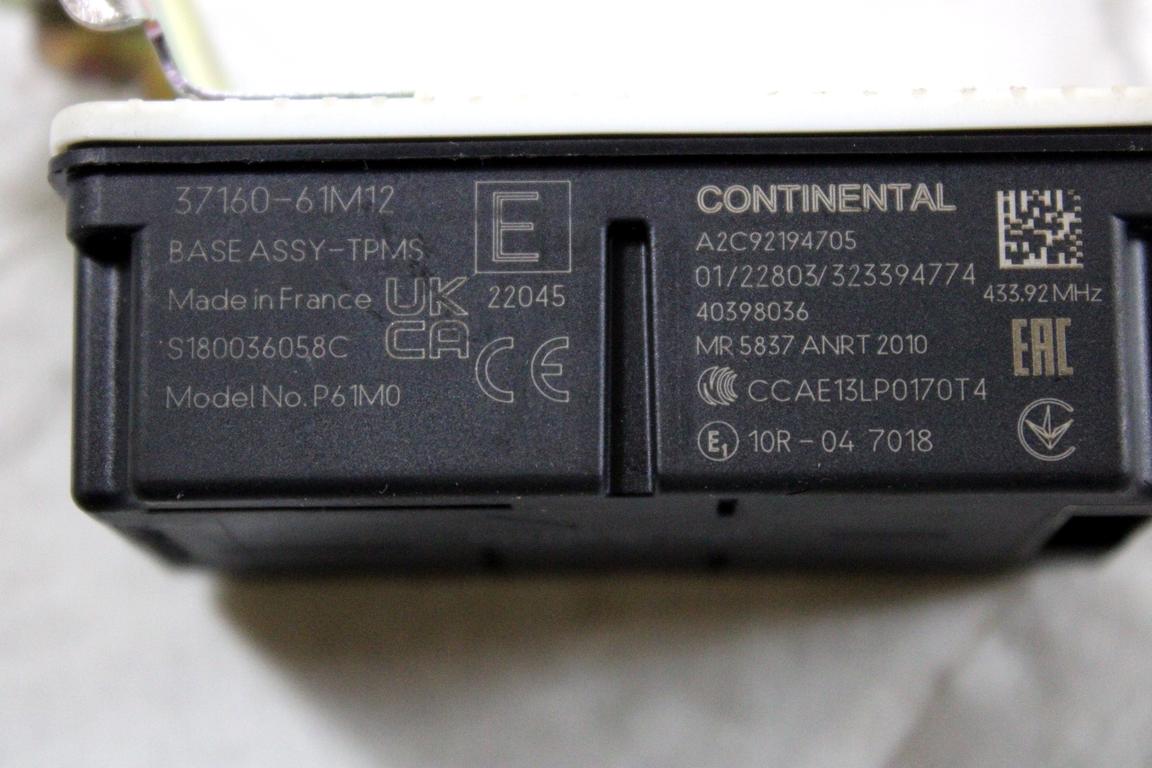 37160-61M12
BASE ASSY-TPMS
E
Made in France
UK
CA
22045
S180036058C
CE
Model No. P61M0
CONTINENTAL
A2C92194705
01/22803/323394774
433.92 MHz
40398036
MR 5837 ANRT 2010
EAC
CCAE13LP0170T4
E1 10R - 04 7018